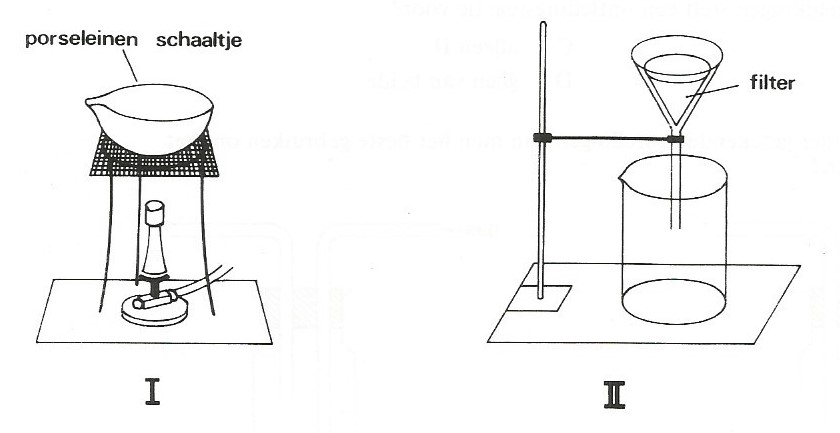 porseleinen schaaltje
filter
I
II